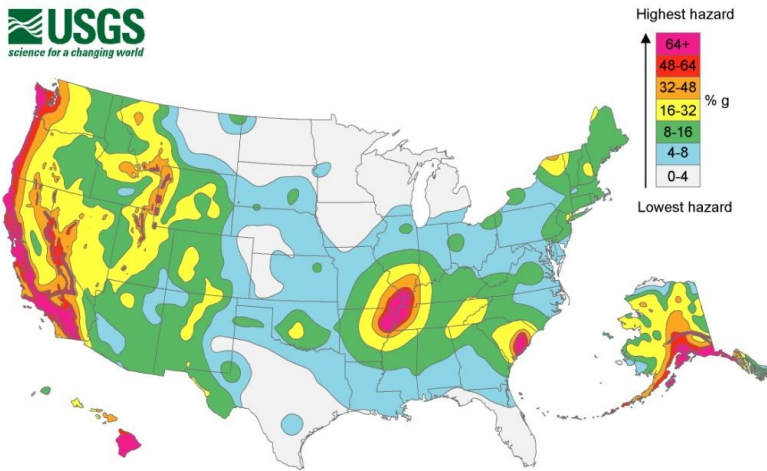 USGS
science for a changing world
Highest hazard
64+
48-64
32-48
16-32
8-16
4-8
0-4
% g
Lowest hazard